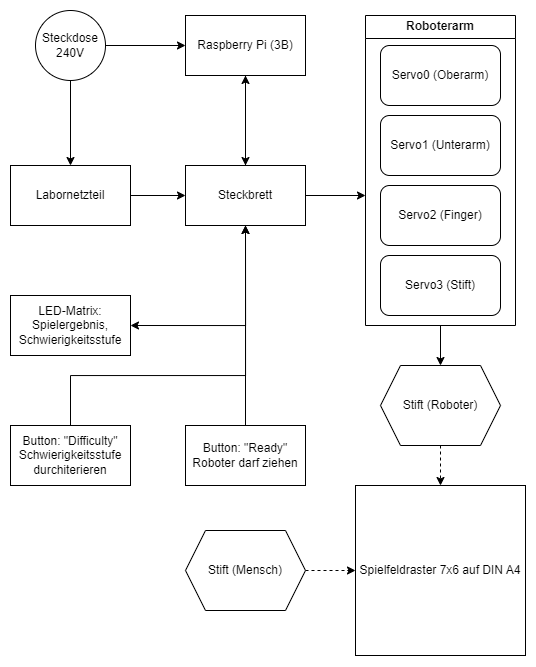 Steckdose
240V
Raspberry Pi (3B)
Roboterarm
Servo0 (Oberarm)
Servo1 (Unterarm)
Servo2 (Finger)
Servo3 (Stift)
Labornetzteil
Steckbrett
LED-Matrix:
Spielergebnis,
Schwierigkeitsstufe
Button: "Difficulty"
Schwierigkeitsstufe
durchiterieren
Button: "Ready"
Roboter darf ziehen
Stift (Roboter)
Stift (Mensch)
Spielfeldraster 7x6 auf DIN A4